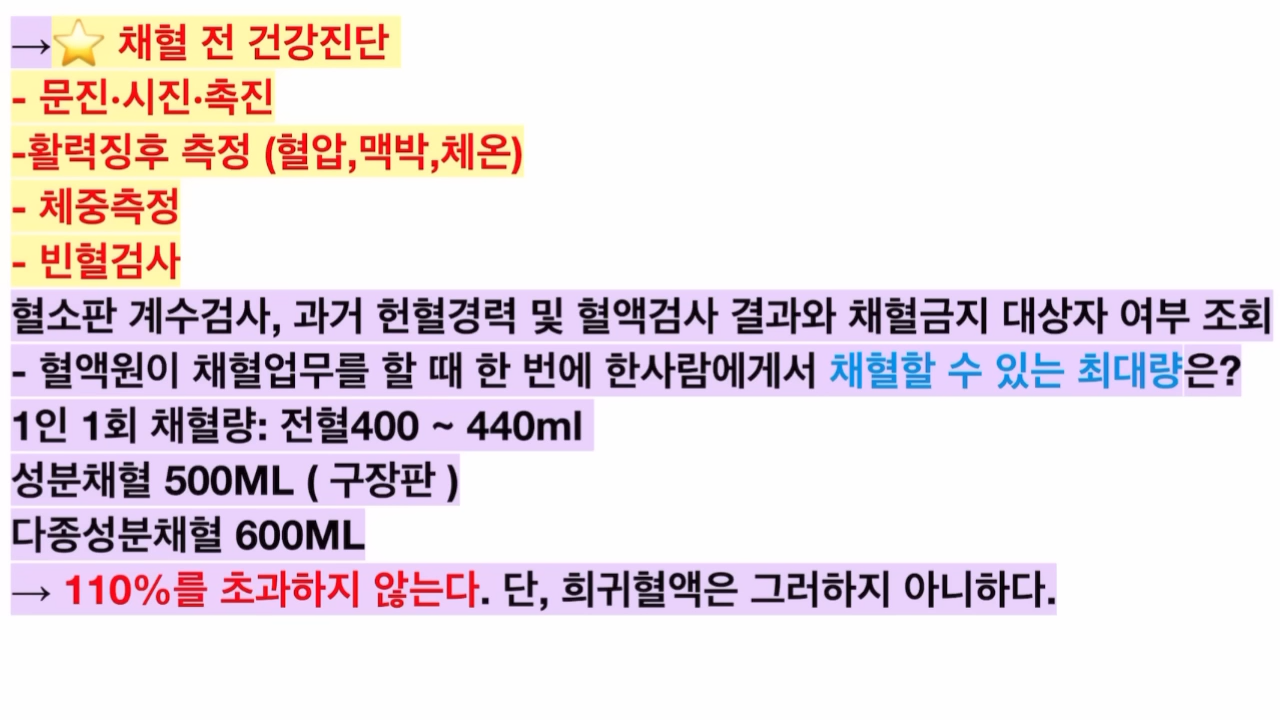 →⭐ 채혈 전 건강진단
- 문진·시진·촉진
-활력징후 측정 (혈압,맥박,체온)
- 체중측정
- 빈혈검사
혈소판 계수검사, 과거 헌혈경력 및 혈액검사 결과와 채혈금지 대상자 여부 조회
- 혈액원이 채혈업무를 할 때 한 번에 한사람에게서 채혈할 수 있는 최대량은?
1인 1회 채혈량: 전혈400 ~ 440ml
성분채혈 500ML ( 구장판 )
다종성분채혈 600ML
→ 110%를 초과하지 않는다. 단, 희귀혈액은 그러하지 아니하다.